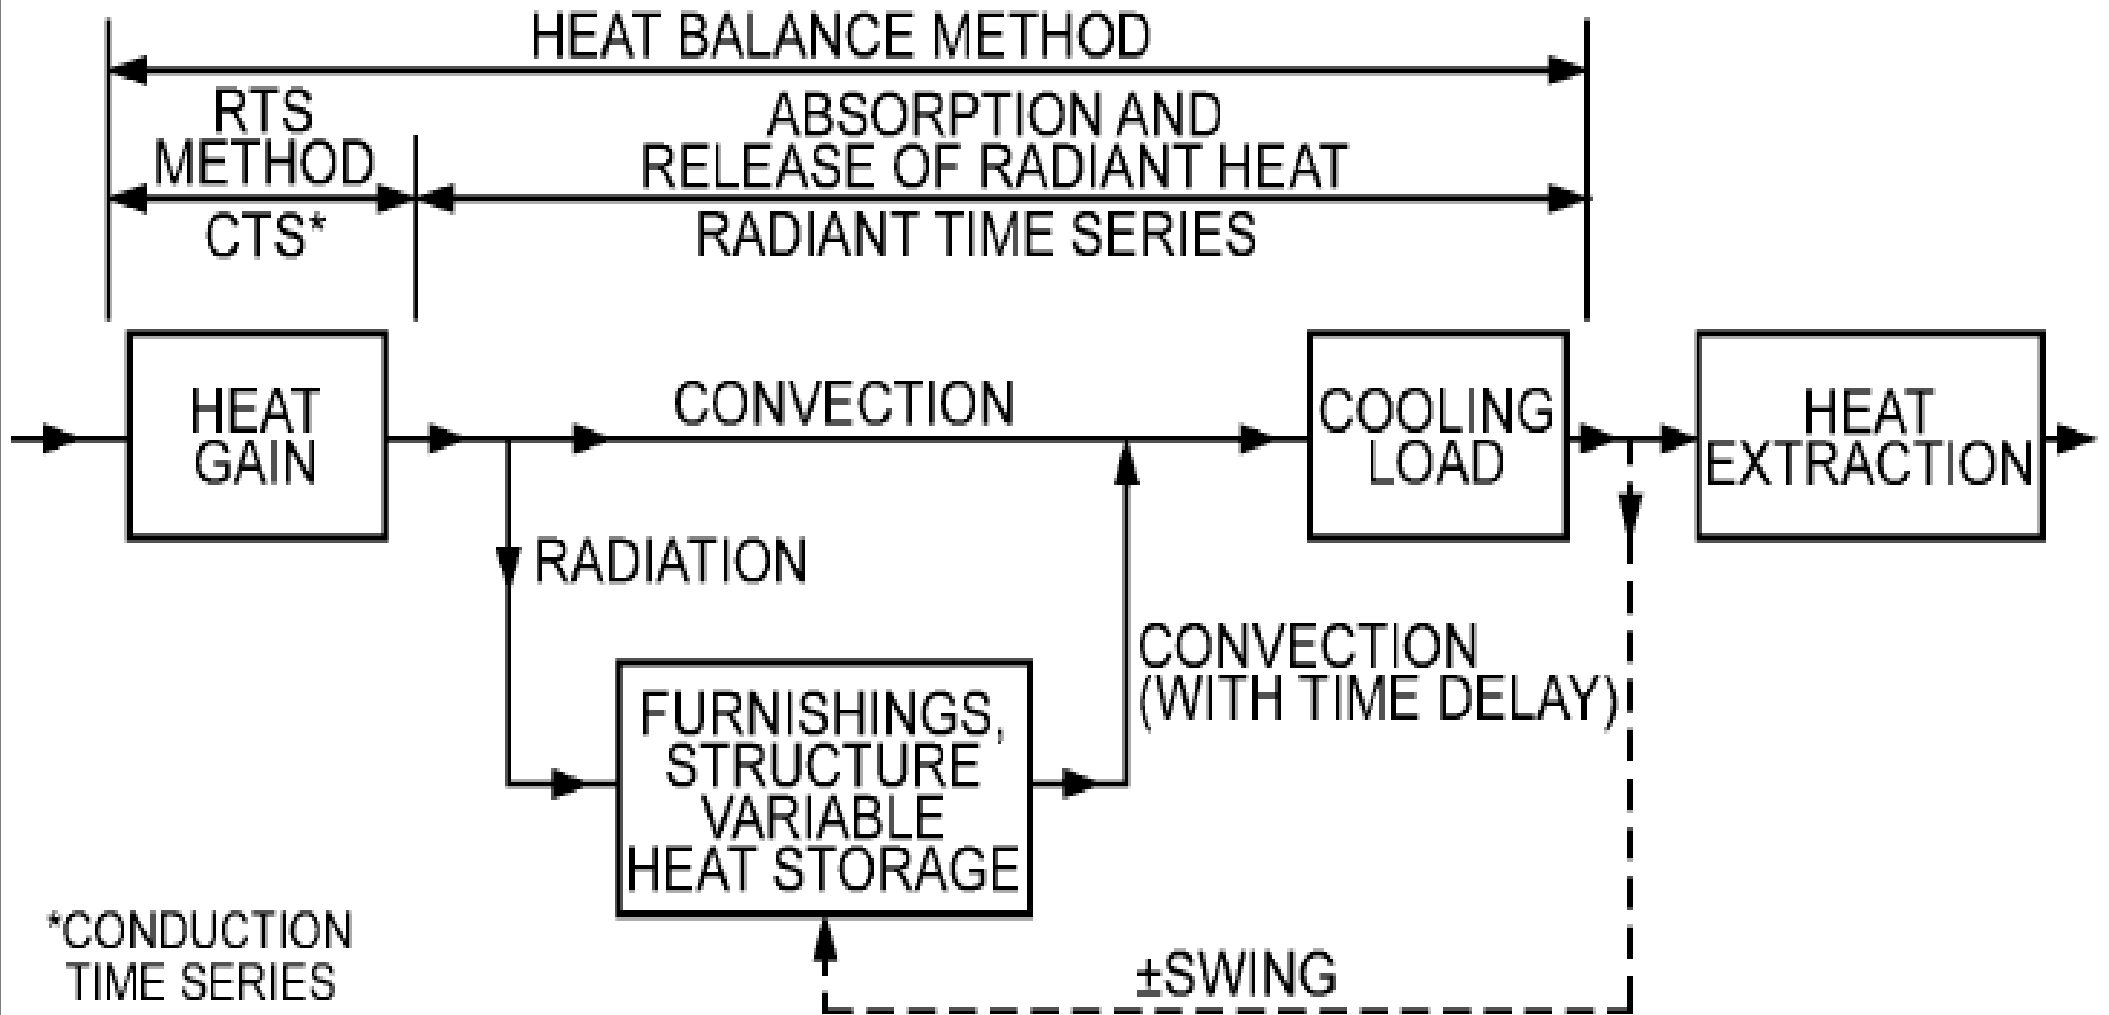 HEAT BALANCE METHOD
RTS
METHOD
CTS*
ABSORPTION AND
RELEASE OF RADIANT HEAT
RADIANT TIME SERIES
HEAT
GAIN
CONVECTION
COOLING
LOAD
HEAT
EXTRACTION
RADIATION
CONVECTION
(WITH TIME DELAY)
FURNISHINGS,
STRUCTURE
VARIABLE
HEAT STORAGE
*CONDUCTION
TIME SERIES
±SWING